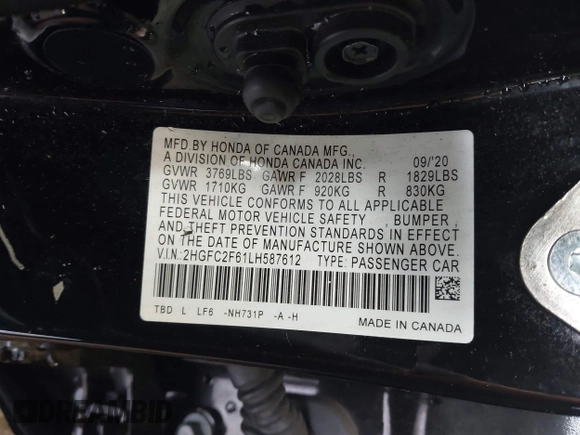 MFD.BY HONDA OF CANADA MFG.,
A DIVISION OF HONDA CANADA INC. 09/'20
GVWR 3769LBS GAWR F 2028LBS R 1829LBS
GVWR 1710KG GAWR F 920KG R 830KG
THIS VEHICLE CONFORMS TO ALL APPLICABLE
FEDERAL MOTOR VEHICLE SAFETY , BUMPER ,
AND THEFT PREVENTION STANDARDS IN EFFECT
ON THE DATE OF MANUFACTURE SHOWN ABOVE.
V.I.N.: 2HGFC2F61LH587612 TYPE: PASSENGER CAR
TBD L LF6 -NH731P -A -H
MADE IN CANADA
DREAMBID